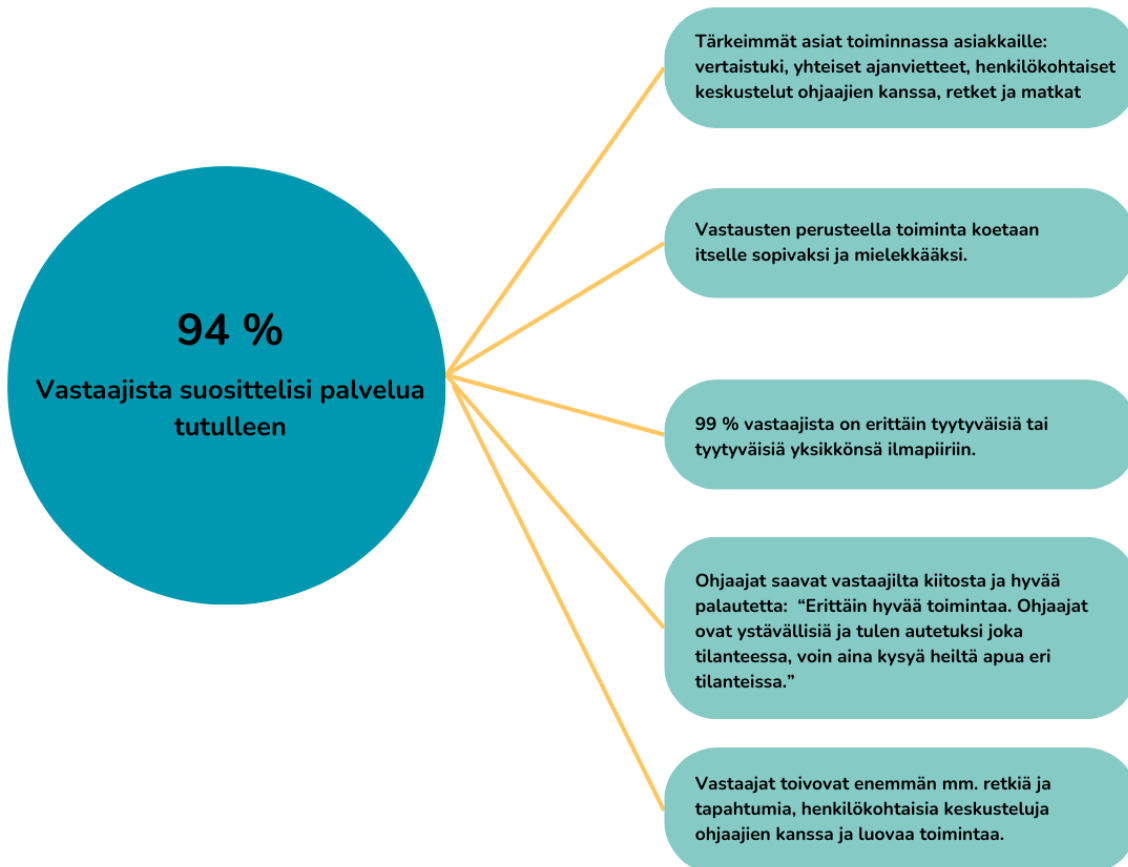 94 %
Vastaajista suosittelisi palvelua
tutulleen
Tärkeimmät asiat toiminnassa asiakkaille:
vertaistuki, yhteiset ajanvietteet, henkilökohtaiset
keskustelut ohjaajien kanssa, retket ja matkat
Vastausten perusteella toiminta koetaan
itselle sopivaksi ja mielekkääksi.
99 % vastaajista on erittäin tyytyväisiä tai
tyytyväisiä yksikkönsä ilmapiiriin.
Ohjaajat saavat vastaajilta kiitosta ja hyvää
palautetta: “Erittäin hyvää toimintaa. Ohjaajat
ovat ystävällisiä ja tulen autetuksi joka
tilanteessa, voin aina kysyä heiltä apua eri
tilanteissa.”
Vastaajat toivovat enemmän mm. retkiä ja
tapahtumia, henkilökohtaisia keskusteluja
ohjaajien kanssa ja luovaa toimintaa.